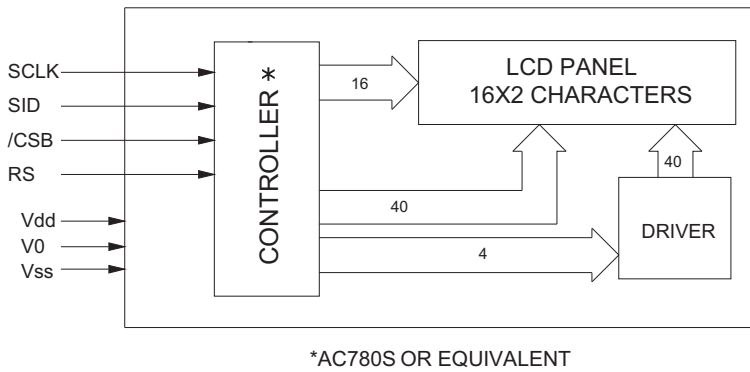 SCLK
SID
/CSB
RS
Vdd
V0
Vss
CONTROLLER *
16
LCD PANEL
16X2 CHARACTERS
40
40
DRIVER
4
*AC780S OR EQUIVALENT